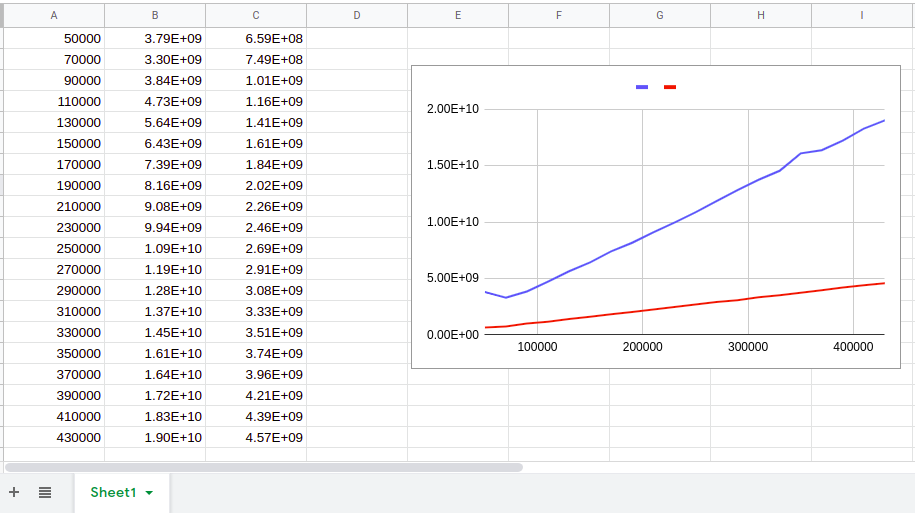 A B C D E F G H I
50000 3.79E+09 6.59E+08
70000 3.30E+09 7.49E+08
90000 3.84E+09 1.01E+09
110000 4.73E+09 1.16E+09
130000 5.64E+09 1.41E+09
150000 6.43E+09 1.61E+09
170000 7.39E+09 1.84E+09
190000 8.16E+09 2.02E+09
210000 9.08E+09 2.26E+09
230000 9.94E+09 2.46E+09
250000 1.09E+10 2.69E+09
270000 1.19E+10 2.91E+09
290000 1.28E+10 3.08E+09
310000 1.37E+10 3.33E+09
330000 1.45E+10 3.51E+09
350000 1.61E+10 3.74E+09
370000 1.64E+10 3.96E+09
390000 1.72E+10 4.21E+09
410000 1.83E+10 4.39E+09
430000 1.90E+10 4.57E+09
2.00E+10
1.50E+10
1.00E+10
5.00E+09
0.00E+00
100000 200000 300000 400000
Sheet1